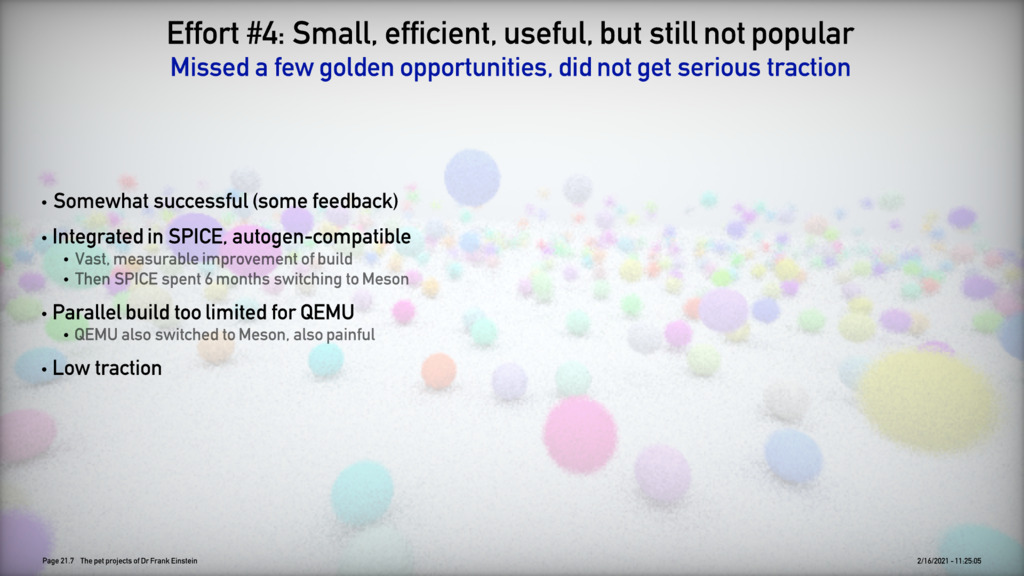 Effort #4: Small, efficient, useful, but still not popular
Missed a few golden opportunities, did not get serious traction
• Somewhat successful (some feedback)
• Integrated in SPICE, autogen-compatible
• Vast, measurable improvement of build
• Then SPICE spent 6 months switching to Meson
• Parallel build too limited for QEMU
• QEMU also switched to Meson, also painful
• Low traction
Page 21.7 The pet projects of Dr Frank Einstein
2/16/2021 - 11:25:05